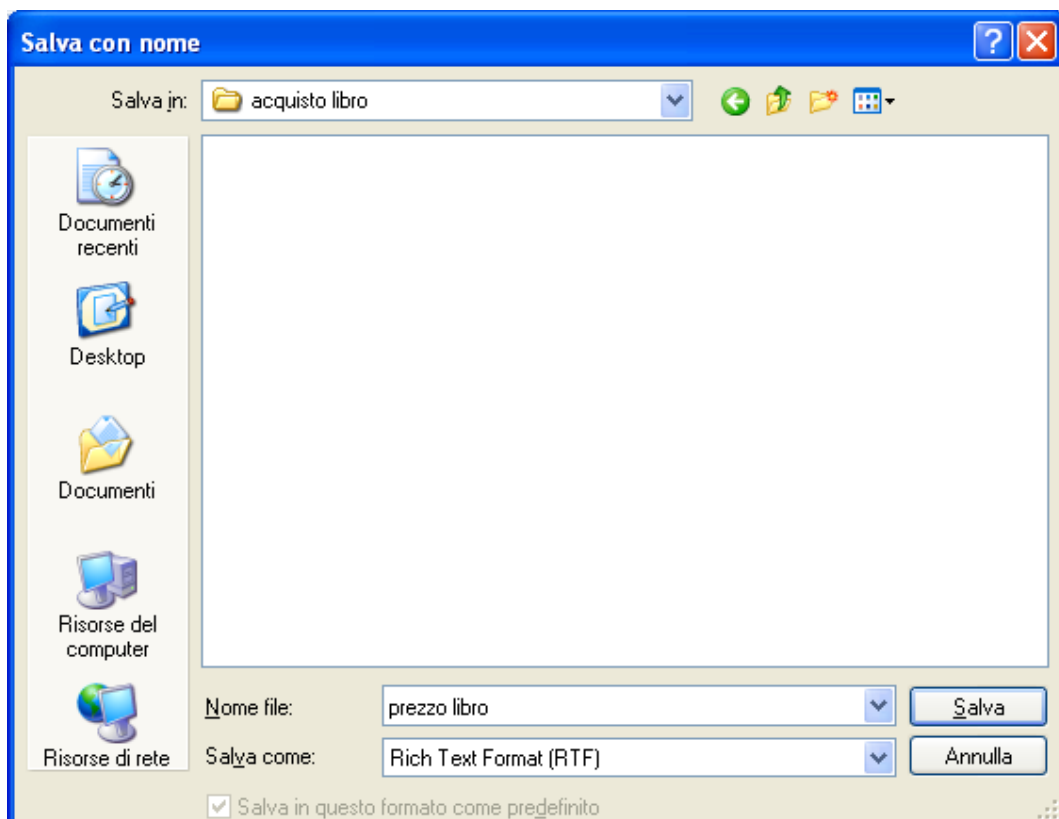 Salva con nome
Salva in:
acquisto libro
Documenti
recenti
Desktop
Documenti
Risorse del
computer
Risorse di rete
Nome file:
prezzo libro
Salva
Salva come:
Rich Text Format (RTF)
Annulla
Salva in questo formato come predefinito